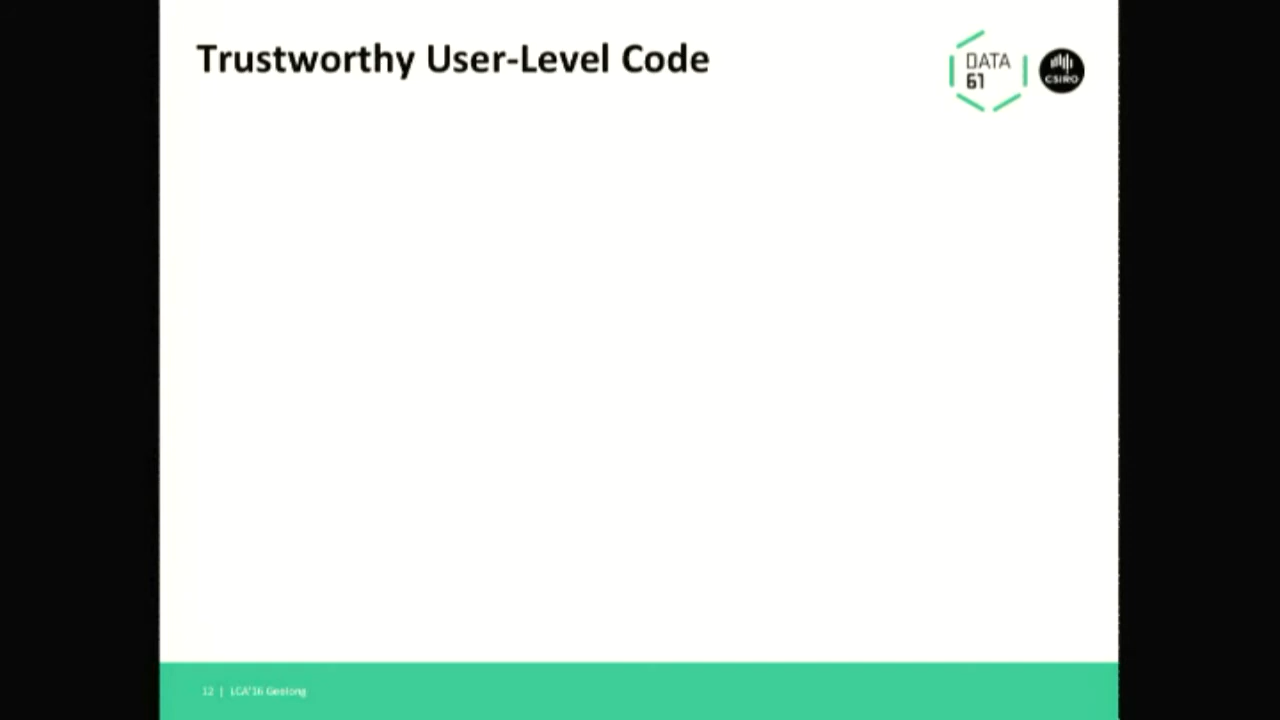 Trustworthy User-Level Code
DATA
61
CSIRO
12 | LCA'16 Geelong